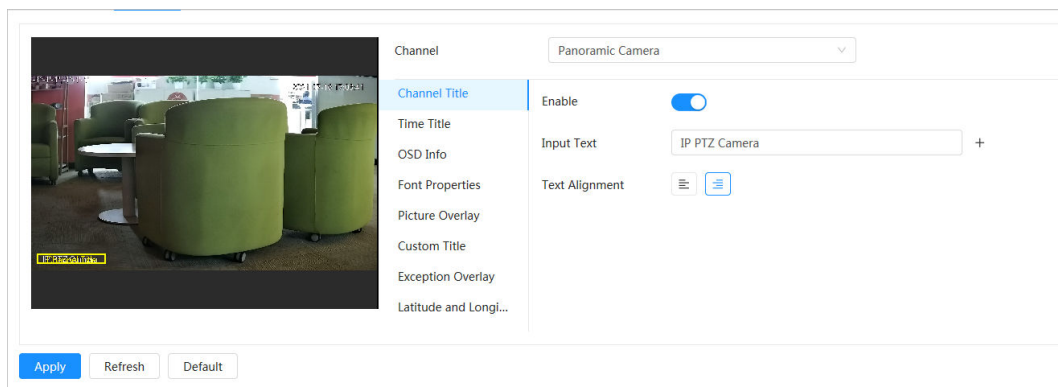 Channel
Panoramic Camera
Channel Title
Time Title
OSD Info
Font Properties
Picture Overlay
Custom Title
Exception Overlay
Latitude and Longi...
Enable
Input Text
IP PTZ Camera
+
Text Alignment
Apply
Refresh
Default